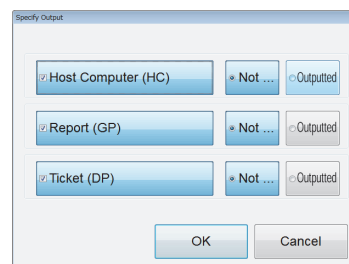 Specify Output
Host Computer (HC) Not ... Outputted
Report (GP) Not ... Outputted
Ticket (DP) Not ... Outputted
OK Cancel